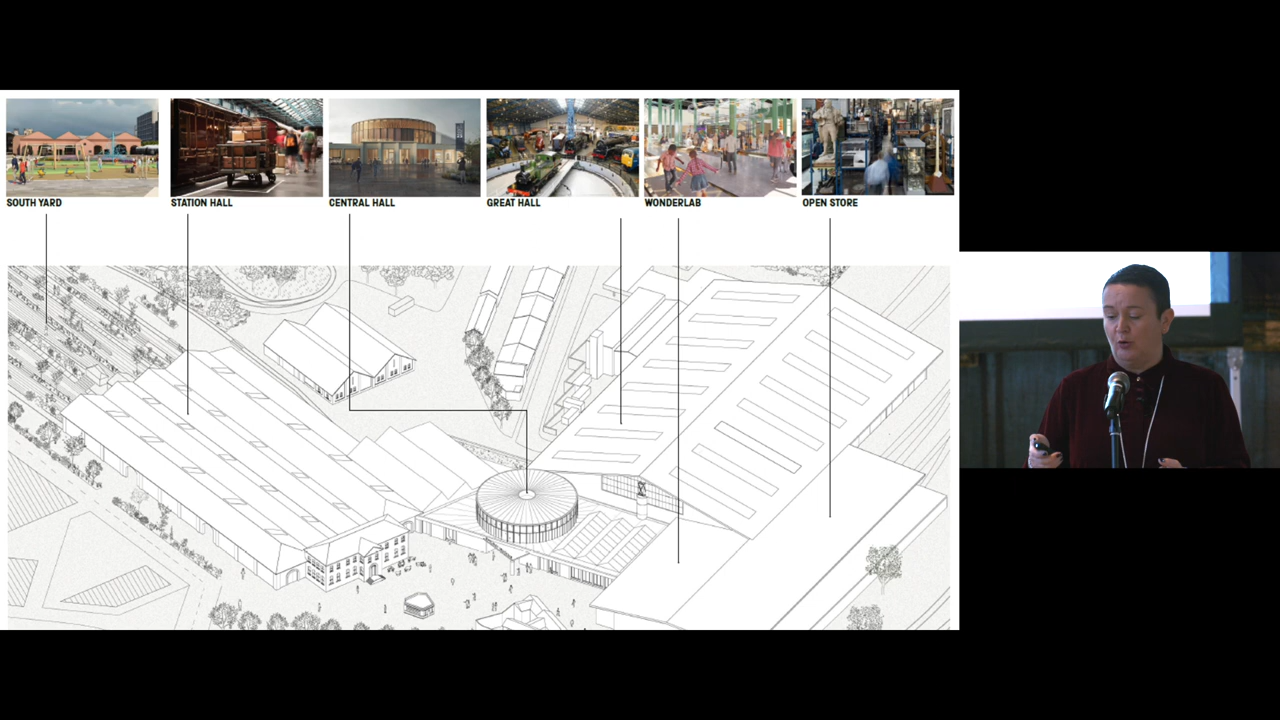 SOUTH YARD
STATION HALL
CENTRAL HALL
GREAT HALL
WONDERLAB
OPEN STORE